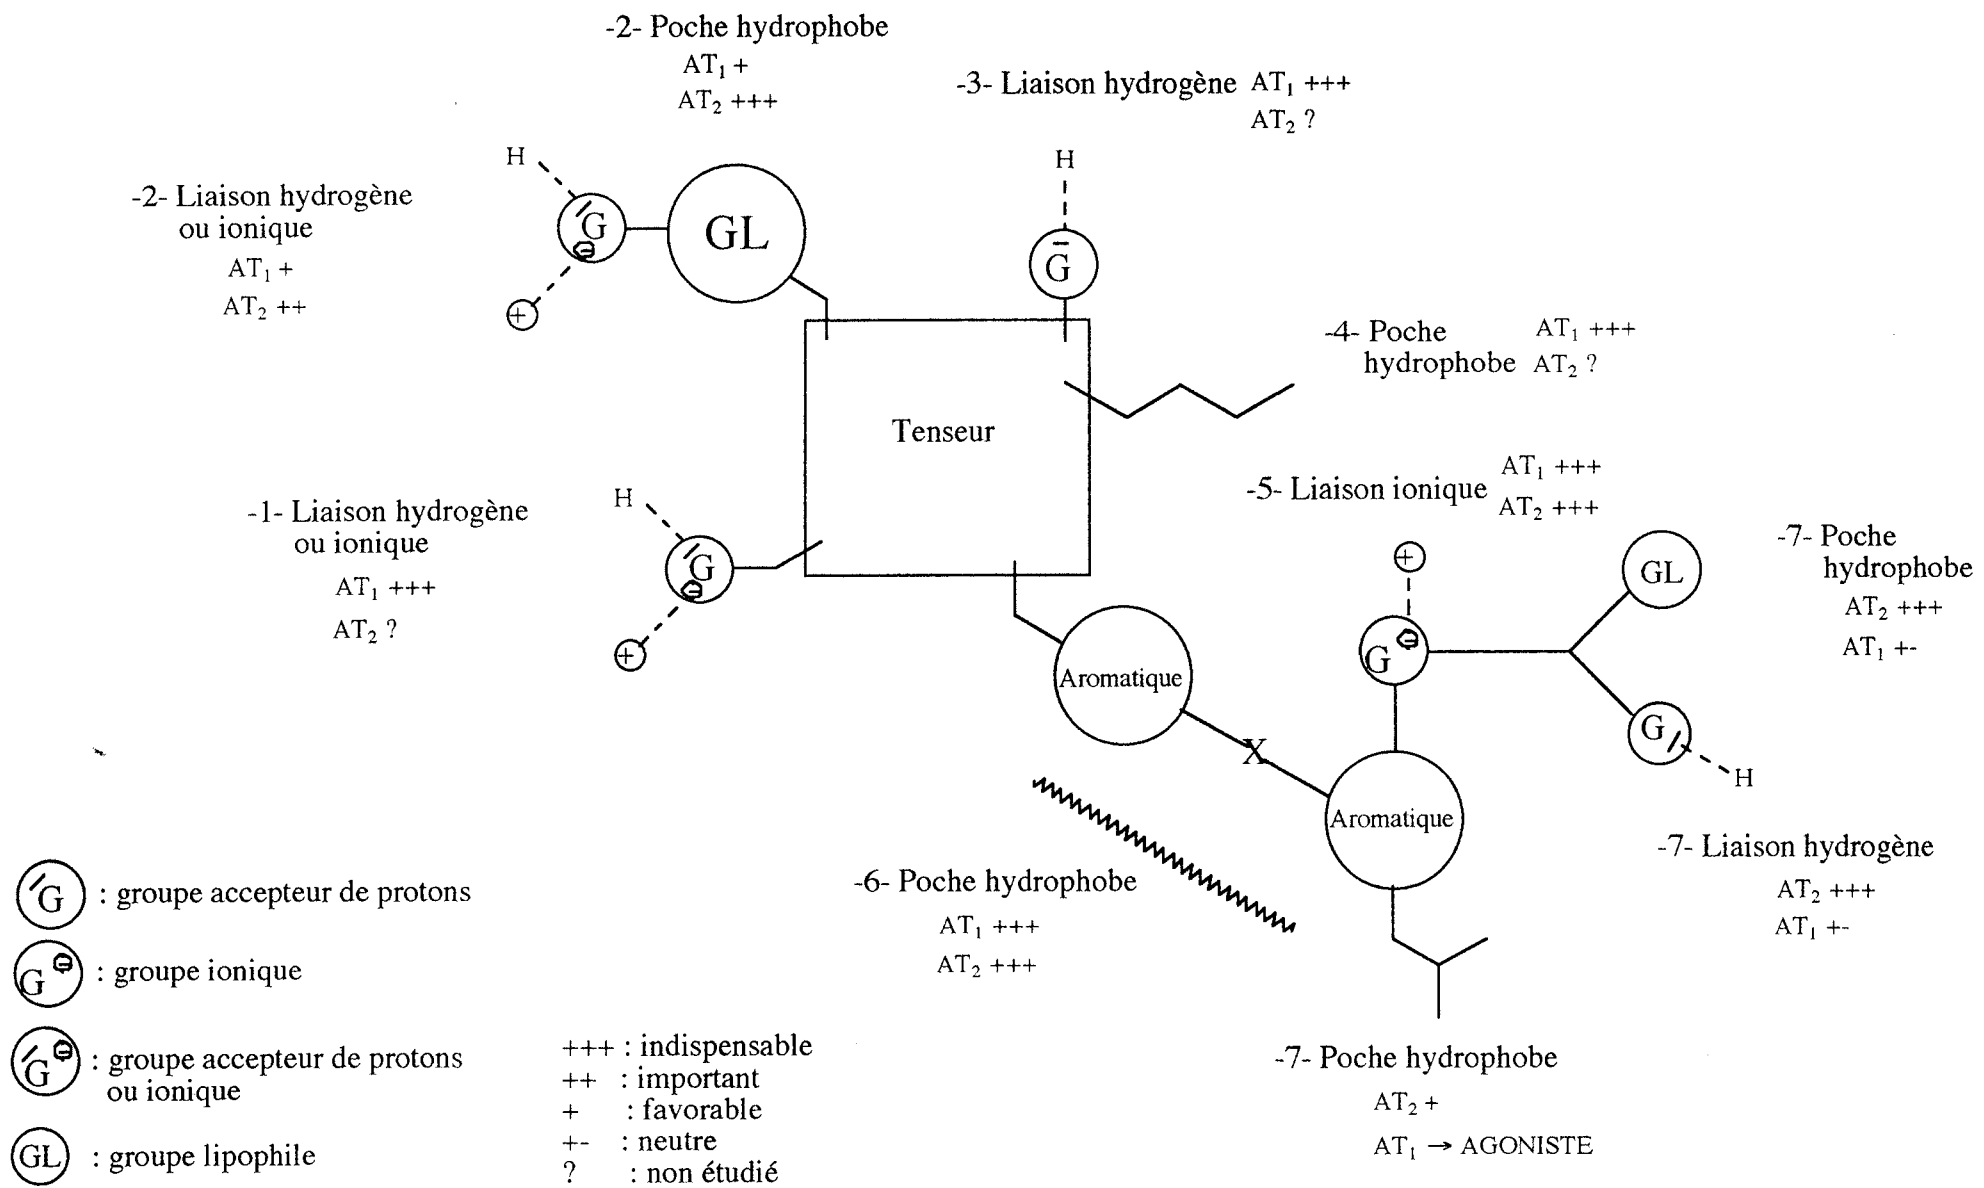 -2- Poche hydrophobe
AT₁ +
AT₂ +++
-3- Liaison hydrogène AT₁ +++
AT₂ ?
H
H
-2- Liaison hydrogène
ou ionique
AT₁ +
AT₂ ++
G
⊖
+
GL
G
-4- Poche
hydrophobe
AT₁ +++
AT₂ ?
Tenseur
-5- Liaison ionique
AT₁ +++
AT₂ +++
-1- Liaison hydrogène
ou ionique
AT₁ +++
AT₂ ?
H
G
⊖
+
+
G ⊖
GL
-7- Poche
hydrophobe
AT₂ +++
AT₁ +-
Aromatique
X
G
H
Aromatique
-7- Liaison hydrogène
AT₂ +++
AT₁ +-
-6- Poche hydrophobe
AT₁ +++
AT₂ +++
-7- Poche hydrophobe
AT₂ +
AT₁ → AGONISTE
G : groupe accepteur de protons
G ⊖ : groupe ionique
G ⊖ : groupe accepteur de protons
ou ionique
GL : groupe lipophile
+++ : indispensable
++ : important
+ : favorable
+- : neutre
? : non étudié